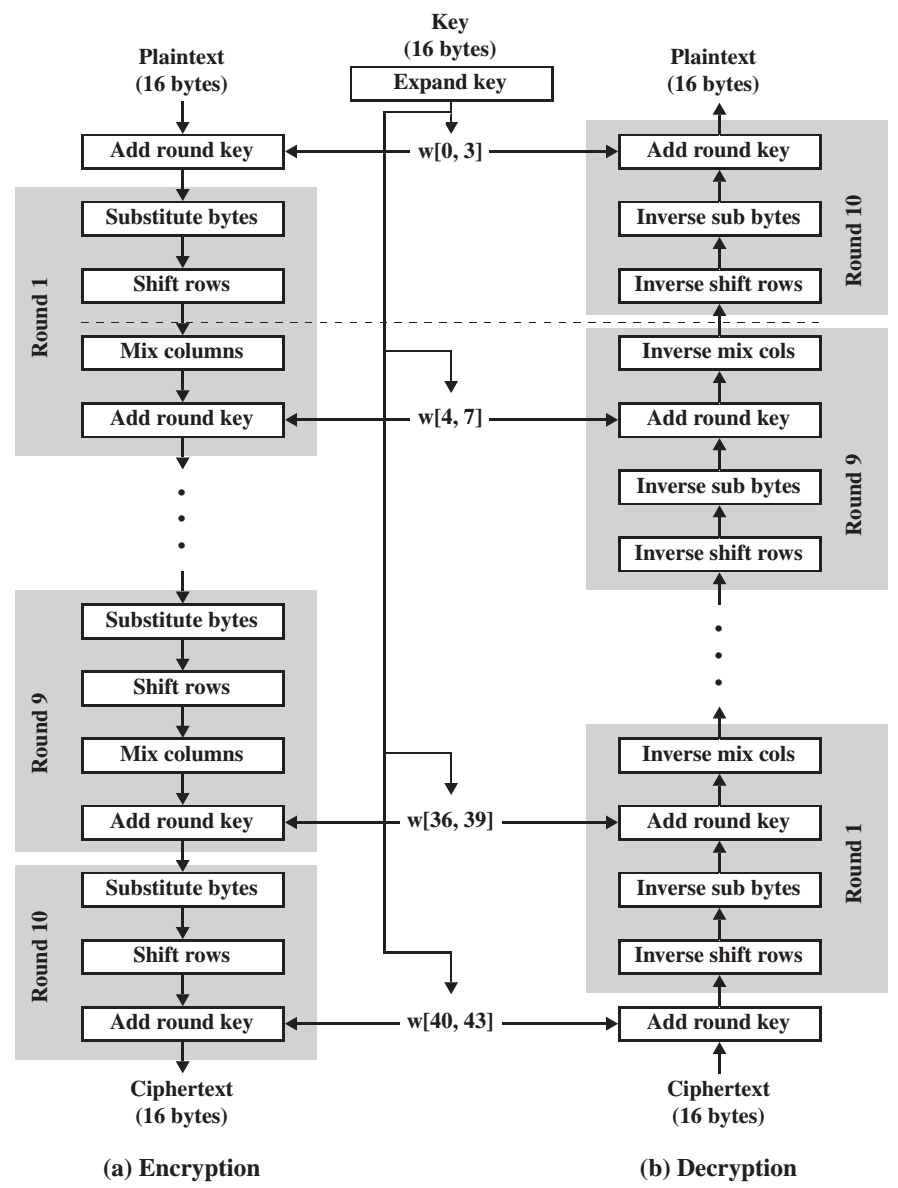 Key
(16 bytes)
Expand key
Plaintext
(16 bytes)
Add round key
Round 1
Substitute bytes
Shift rows
Mix columns
Add round key
Round 9
Substitute bytes
Shift rows
Mix columns
Add round key
Round 10
Substitute bytes
Shift rows
Add round key
Ciphertext
(16 bytes)
(a) Encryption
w[0, 3]
w[4, 7]
w[36, 39]
w[40, 43]
Plaintext
(16 bytes)
Add round key
Inverse sub bytes
Inverse shift rows
Round 10
Inverse mix cols
Add round key
Inverse sub bytes
Inverse shift rows
Round 9
Inverse mix cols
Add round key
Inverse sub bytes
Inverse shift rows
Round 1
Add round key
Ciphertext
(16 bytes)
(b) Decryption